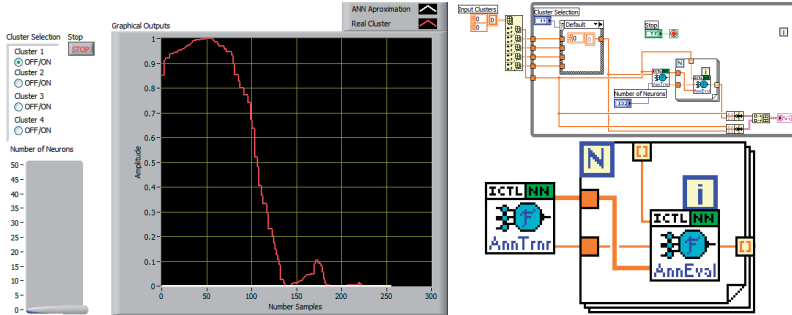 Cluster Selection
Stop
Cluster 1
OFF/ON
STOP
Cluster 2
OFF/ON
Cluster 3
OFF/ON
Cluster 4
OFF/ON
Number of Neurons
50
45
40
35
30
25
20
15
10
5
0
Graphical Outputs
ANN Aproximation
Real Cluster
Amplitude
1
0.9
0.8
0.7
0.6
0.5
0.4
0.3
0.2
0.1
0
0
50
100
150
200
250
300
Number Samples
Input Clusters
Cluster Selection
Default
Stop
i
Number of Neurons
N
i
AnnTrnr
AnnEval
N
i
ICTL NN
AnnTrnr
ICTL NN
AnnEval